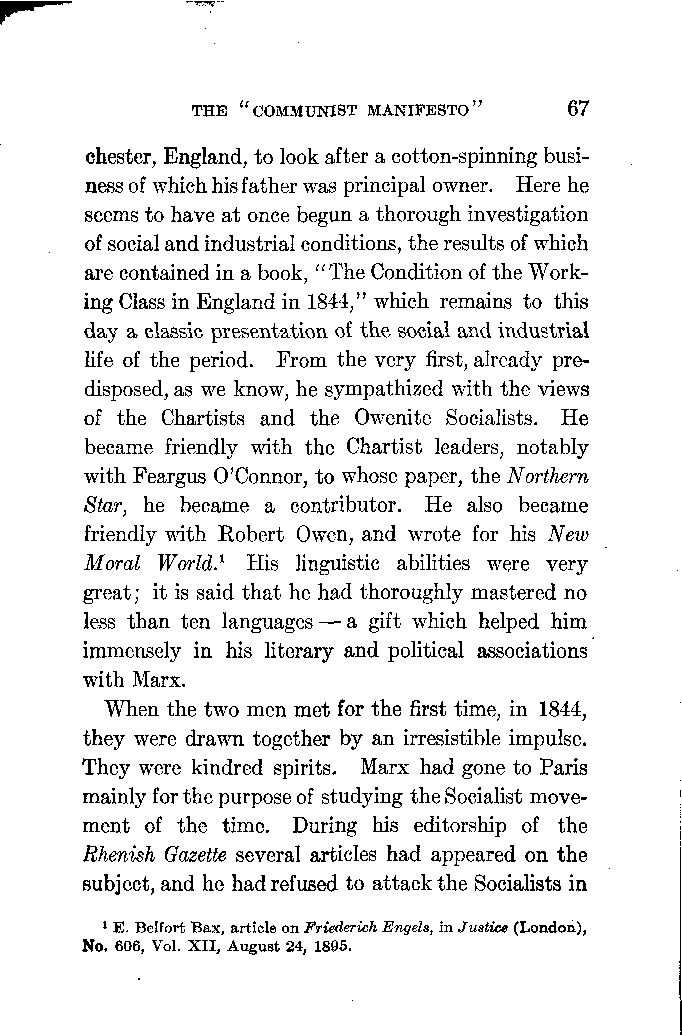 THE "COMMUNIST MANIFESTO" 67
chester, England, to look after a cotton-spinning busi-
ness of which his father was principal owner. Here he
seems to have at once begun a thorough investigation
of social and industrial conditions, the results of which
are contained in a book, "The Condition of the Work-
ing Class in England in 1844," which remains to this
day a classic presentation of the social and industrial
life of the period. From the very first, already pre-
disposed, as we know, he sympathized with the views
of the Chartists and the Owenite Socialists. He
became friendly with the Chartist leaders, notably
with Feargus O'Connor, to whose paper, the Northern
Star, he became a contributor. He also became
friendly with Robert Owen, and wrote for his New
Moral World.¹ His linguistic abilities were very
great; it is said that he had thoroughly mastered no
less than ten languages — a gift which helped him
immensely in his literary and political associations
with Marx.
When the two men met for the first time, in 1844,
they were drawn together by an irresistible impulse.
They were kindred spirits. Marx had gone to Paris
mainly for the purpose of studying the Socialist move-
ment of the time. During his editorship of the
Rhenish Gazette several articles had appeared on the
subject, and he had refused to attack the Socialists in
¹ E. Belfort Bax, article on Friederich Engels, in Justice (London),
No. 606, Vol. XII, August 24, 1895.